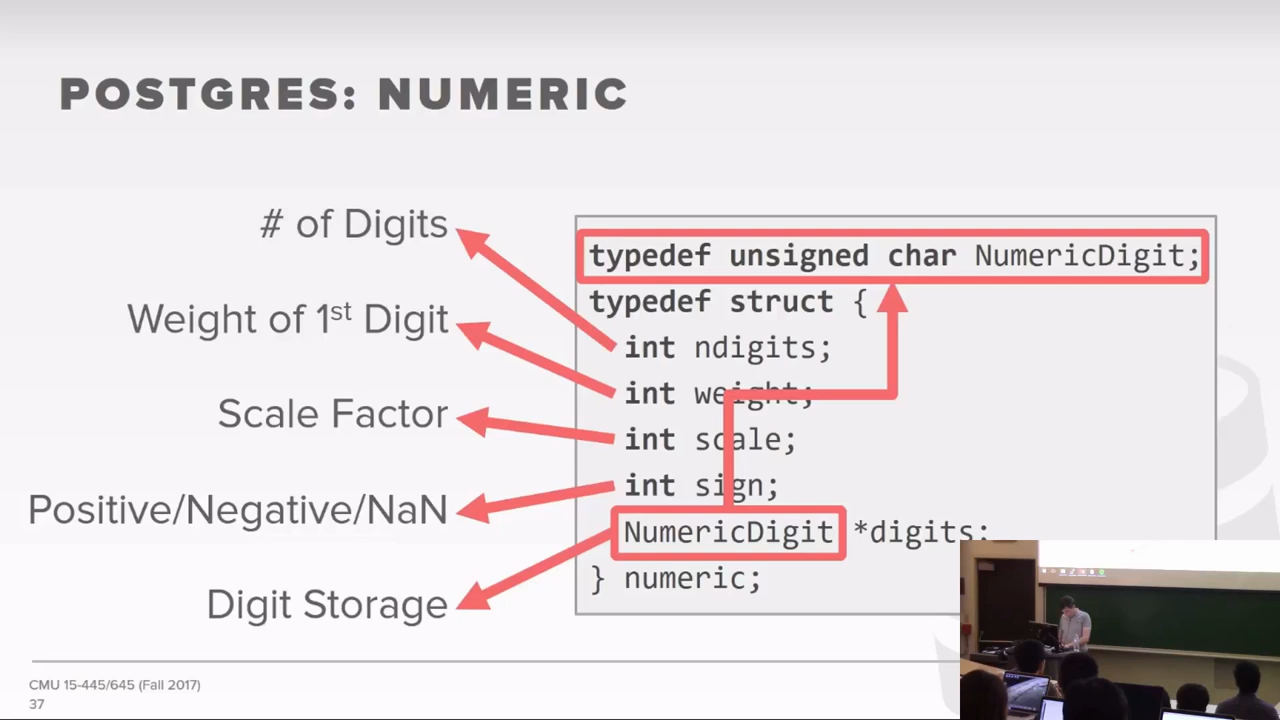 POSTGRES: NUMERIC
# of Digits
Weight of 1st Digit
Scale Factor
Positive/Negative/NaN
Digit Storage
typedef unsigned char NumericDigit;
typedef struct {
int ndigits;
int weight;
int scale;
int sign;
NumericDigit *digits;
} numeric;
CMU 15-445/645 (Fall 2017)
37